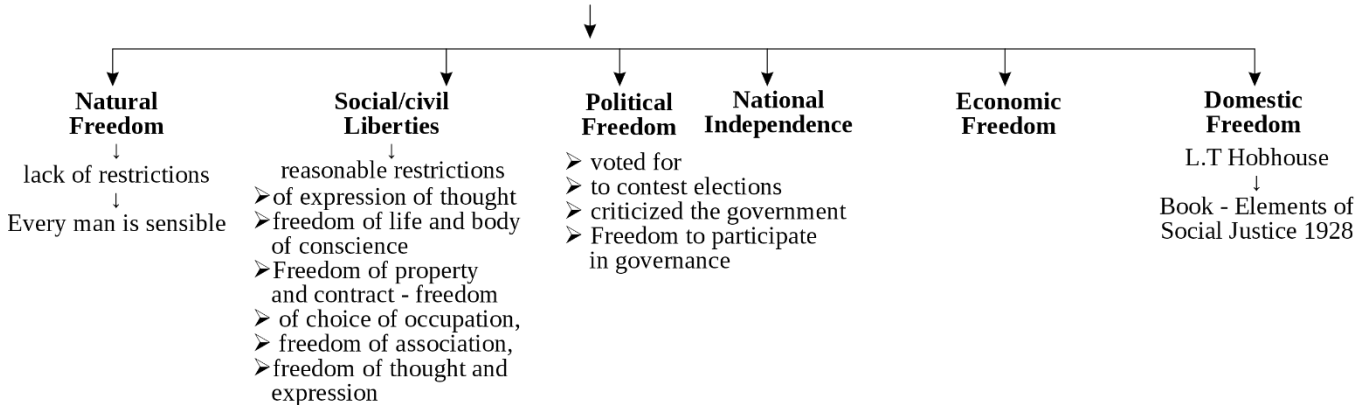 Natural
Freedom
↓
lack of restrictions
↓
Every man is sensible
Social/civil
Liberties
↓
reasonable restrictions
➢of expression of thought
➢freedom of life and body
of conscience
➢Freedom of property
and contract - freedom
➢ of choice of occupation,
➢ freedom of association,
➢freedom of thought and
expression
Political
Freedom
➢ voted for
➢ to contest elections
➢ criticized the government
➢ Freedom to participate
in governance
National
Independence
Economic
Freedom
Domestic
Freedom
L.T Hobhouse
↓
Book - Elements of
Social Justice 1928